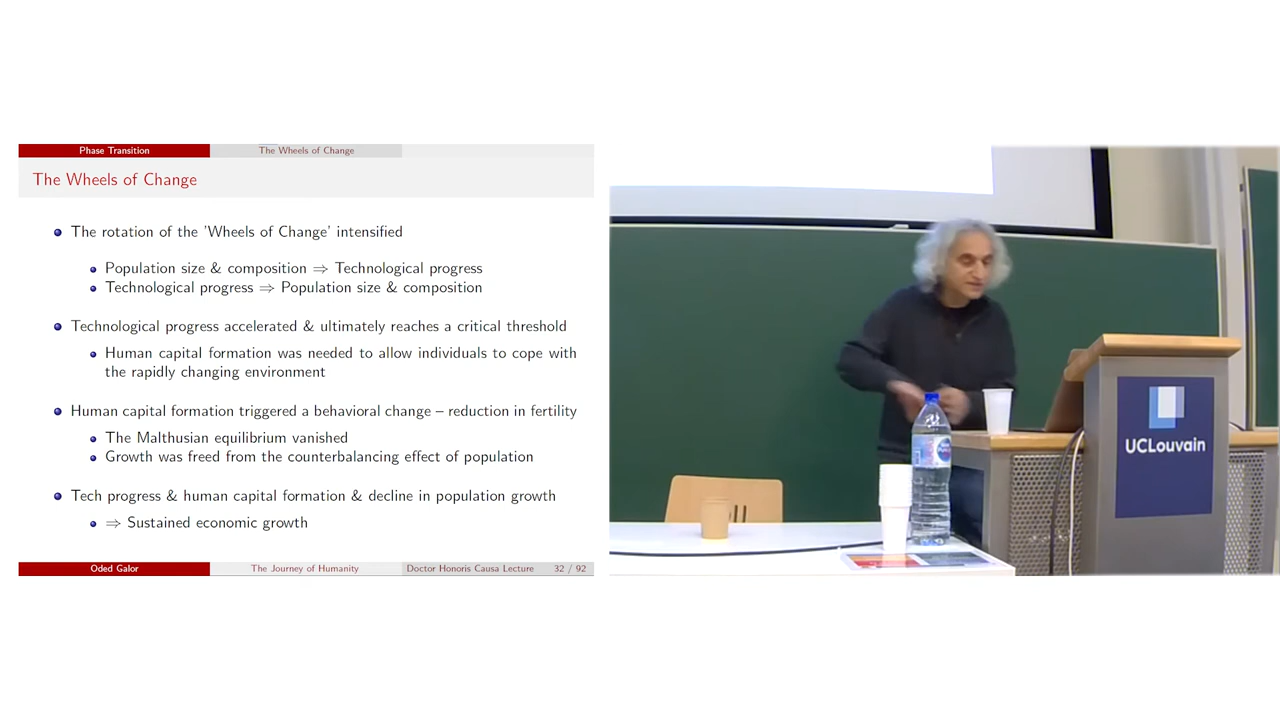 Phase Transition The Wheels of Change
The Wheels of Change
The rotation of the 'Wheels of Change' intensified
Population size & composition ⇒ Technological progress
Technological progress ⇒ Population size & composition
Technological progress accelerated & ultimately reaches a critical threshold
Human capital formation was needed to allow individuals to cope with
the rapidly changing environment
Human capital formation triggered a behavioral change – reduction in fertility
The Malthusian equilibrium vanished
Growth was freed from the counterbalancing effect of population
Tech progress & human capital formation & decline in population growth
⇒ Sustained economic growth
Oded Galor The Journey of Humanity Doctor Honoris Causa Lecture 32 / 92
UCLouvain